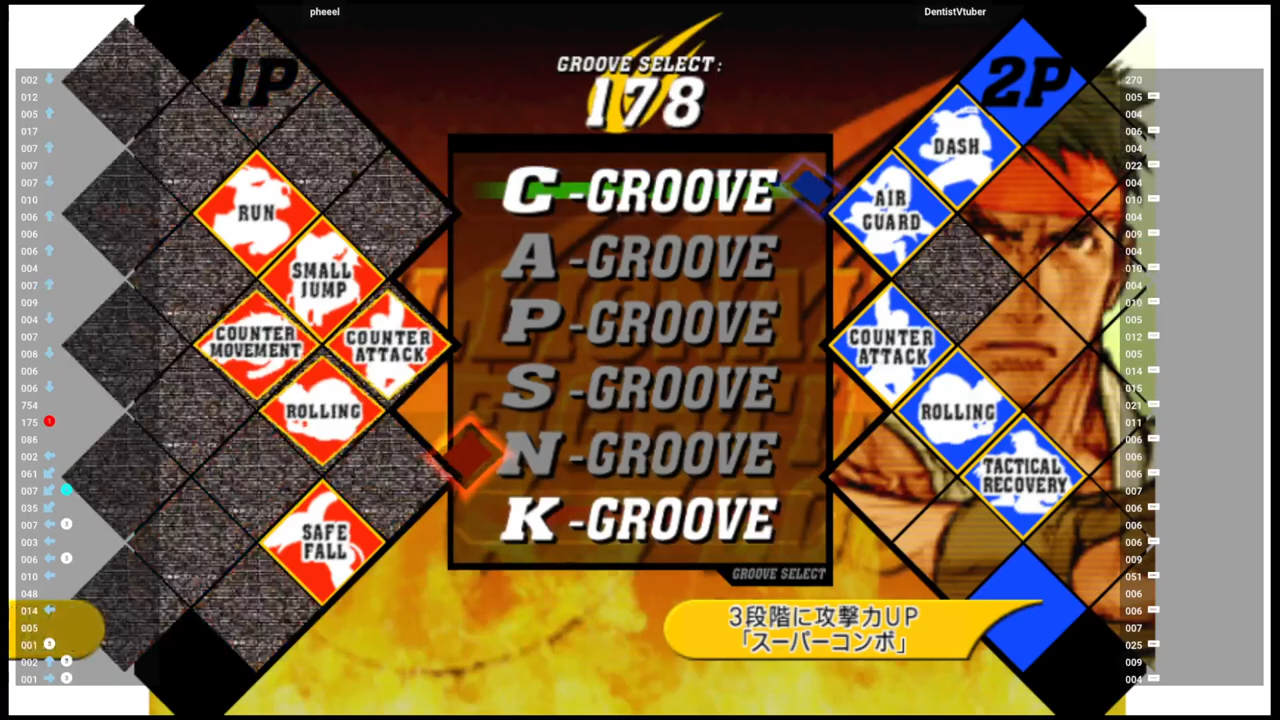 pheeel
DentistVtuber
1P
GROOVE SELECT:
178
2P
C-GROOVE
A-GROOVE
P-GROOVE
S-GROOVE
N-GROOVE
K-GROOVE
GROOVE SELECT
RUN
SMALL
JUMP
COUNTER
MOVEMENT
COUNTER
ATTACK
ROLLING
SAFE
FALL
DASH
AIR
GUARD
COUNTER
ATTACK
ROLLING
TACTICAL
RECOVERY
3段階に攻撃力UP
「スーパーコンボ」
002
012
005
017
007
007
007
010
006
006
006
004
007
009
004
007
006
006
754
175
086
002
061
007
035
007
003
006
010
048
014
005
001
002
001
270
005
004
006
004
022
004
010
004
009
004
010
004
010
005
012
005
014
015
021
011
006
006
006
007
006
006
006
009
051
006
006
007
025
009
004